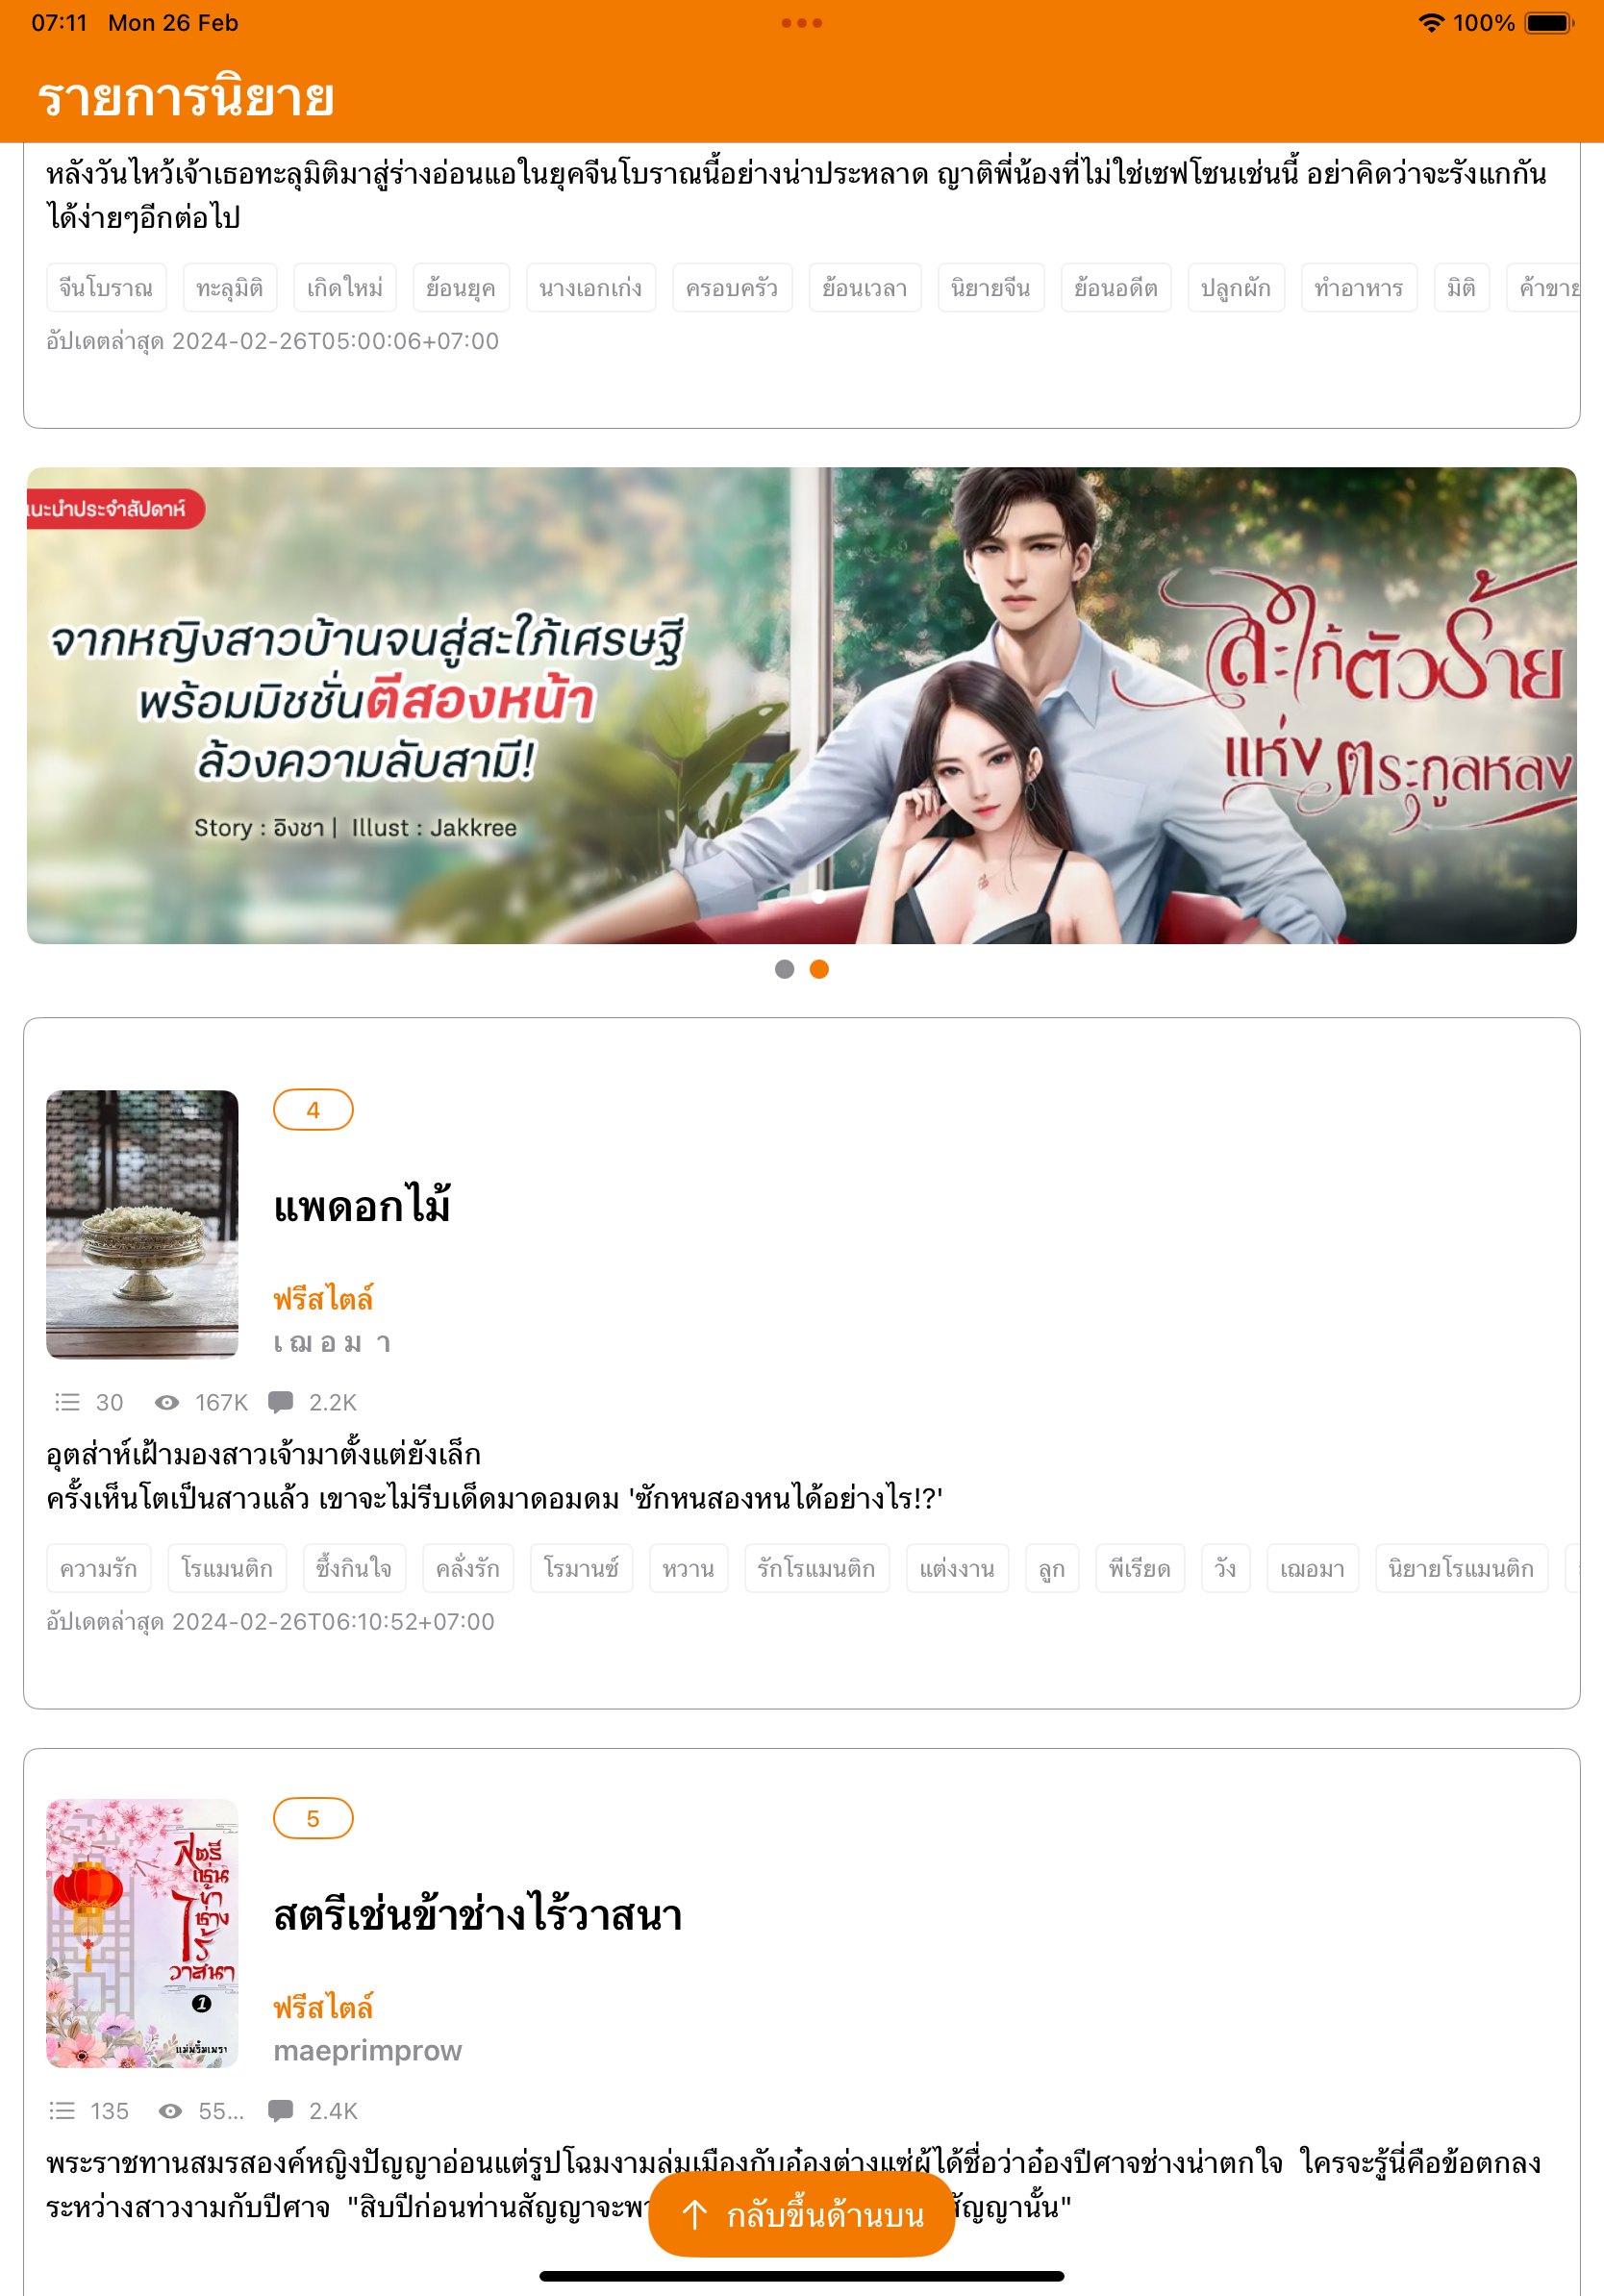 07:11 Mon 26 Feb
100%
รายการนิยาย
หลังวันไหว้เจ้าเธอทะลุมิติมาสู่ร่างอ่อนแอในยุคจีนโบราณนี้อย่างน่าประหลาด ญาติพี่น้องที่ไม่ใช่เซฟโซนเช่นนี้ อย่าคิดว่าจะรังแกกัน
ได้ง่ายๆอีกต่อไป
จีนโบราณ ทะลุมิติ เกิดใหม่ ย้อนยุค นางเอกเก่ง ครอบครัว ย้อนเวลา นิยายจีน ย้อนอดีต ปลูกผัก ทำอาหาร มิติ ค้าขาย
อัปเดตล่าสุด 2024-02-26T05:00:06+07:00
แนะนำประจำสัปดาห์
จากหญิงสาวบ้านจนสู่สะใภ้เศรษฐี
พร้อมมิชชั่นตีสองหน้า
ล้วงความลับสามี!
Story : อิงชา | Illust : Jakkree
สะใภ้ตัวร้าย
แห่งตระกูลหลง
4
แพดอกไม้
ฟรีสไตล์
เ ฌ อ ม า
30 167K 2.2K
อุตส่าห์เฝ้ามองสาวเจ้ามาตั้งแต่ยังเล็ก
ครั้งเห็นโตเป็นสาวแล้ว เขาจะไม่รีบเด็ดมาดอมดม 'ซักหนสองหนได้อย่างไร!?'
ความรัก โรแมนติก ซึ้งกินใจ คลั่งรัก โรมานซ์ หวาน รักโรแมนติก แต่งงาน ลูก พีเรียด วัง เฌอมา นิยายโรแมนติก
อัปเดตล่าสุด 2024-02-26T06:10:52+07:00
สตรี
เช่น
ข้า
ช่าง
ไร้
วาสนา
1
แม่พริ้มเพรา
5
สตรีเช่นข้าช่างไร้วาสนา
ฟรีสไตล์
maeprimprow
135 55... 2.4K
พระราชทานสมรสองค์หญิงปัญญาอ่อนแต่รูปโฉมงามล่มเมืองกับอ๋องต่างแซ่ผู้ได้ชื่อว่าอ๋องปีศาจช่างน่าตกใจ ใครจะรู้นี่คือข้อตกลง
ระหว่างสาวงามกับปีศาจ "สิบปีก่อนท่านสัญญาจะพา สัญญานั้น"
กลับขึ้นด้านบน